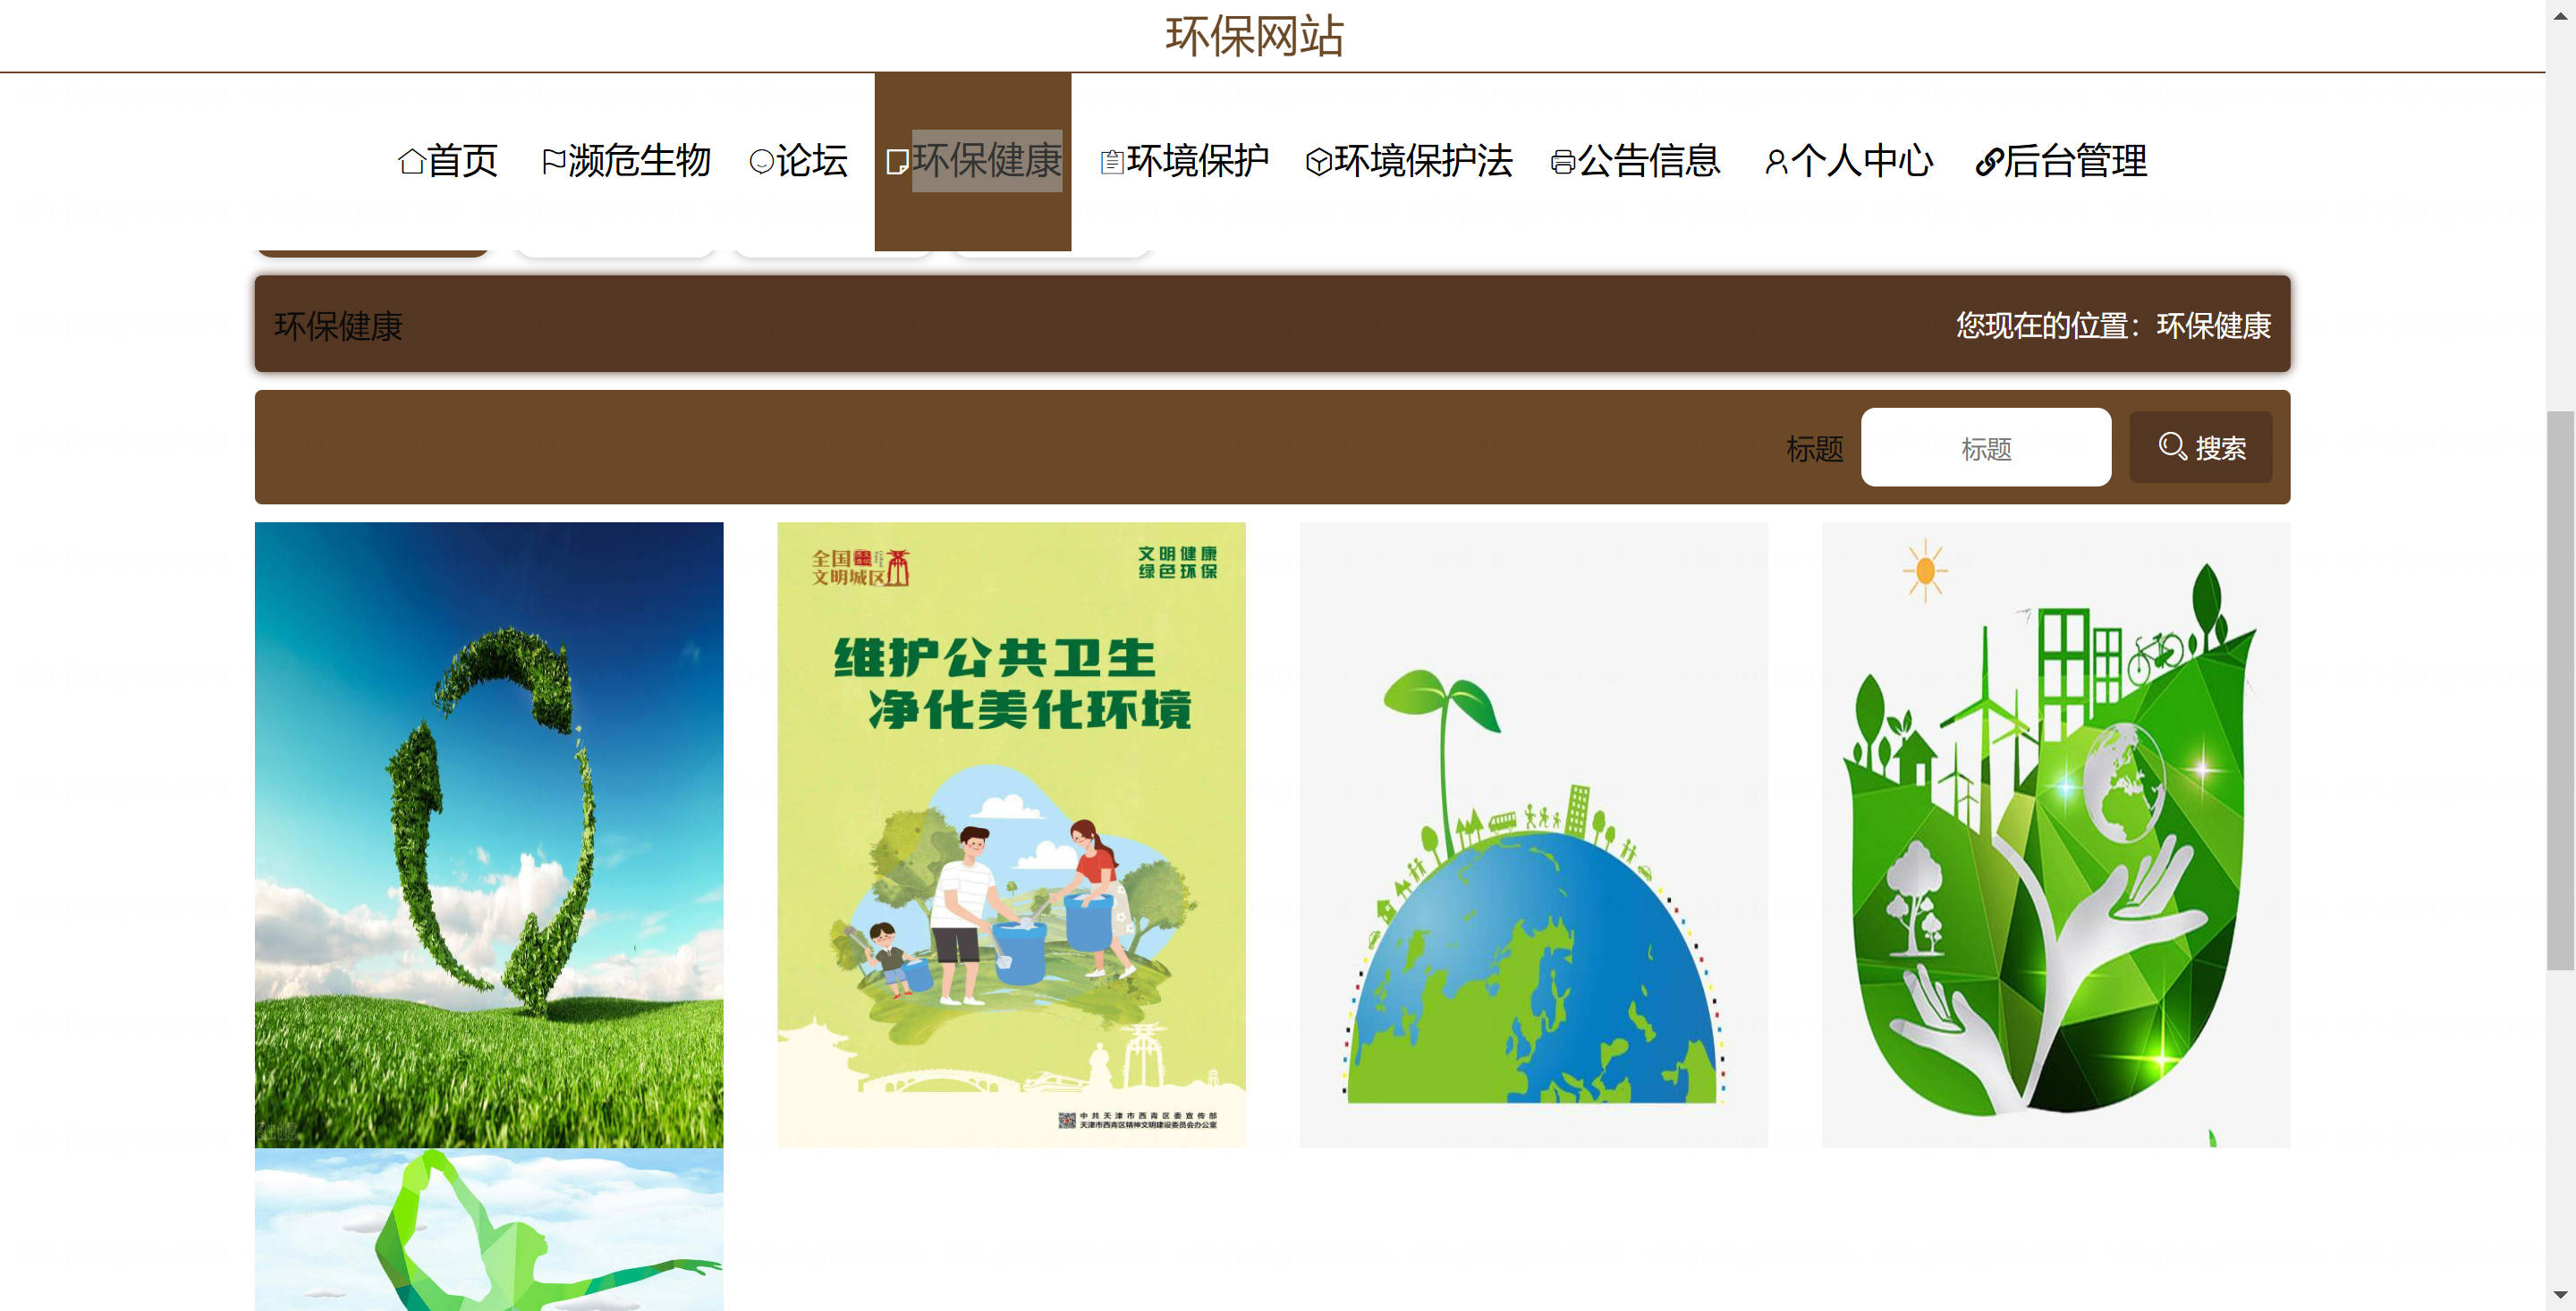 环保网站
首页 濒危生物 论坛 环保健康 环境保护 环境保护法 公告信息 个人中心 后台管理
环保健康 您现在的位置：环保健康
标题 标题 搜索
全国
文明城区
文明健康
绿色环保
维护公共卫生
净化美化环境
中共天津市西青区委宣传部
天津市西青区精神文明建设委员会办公室